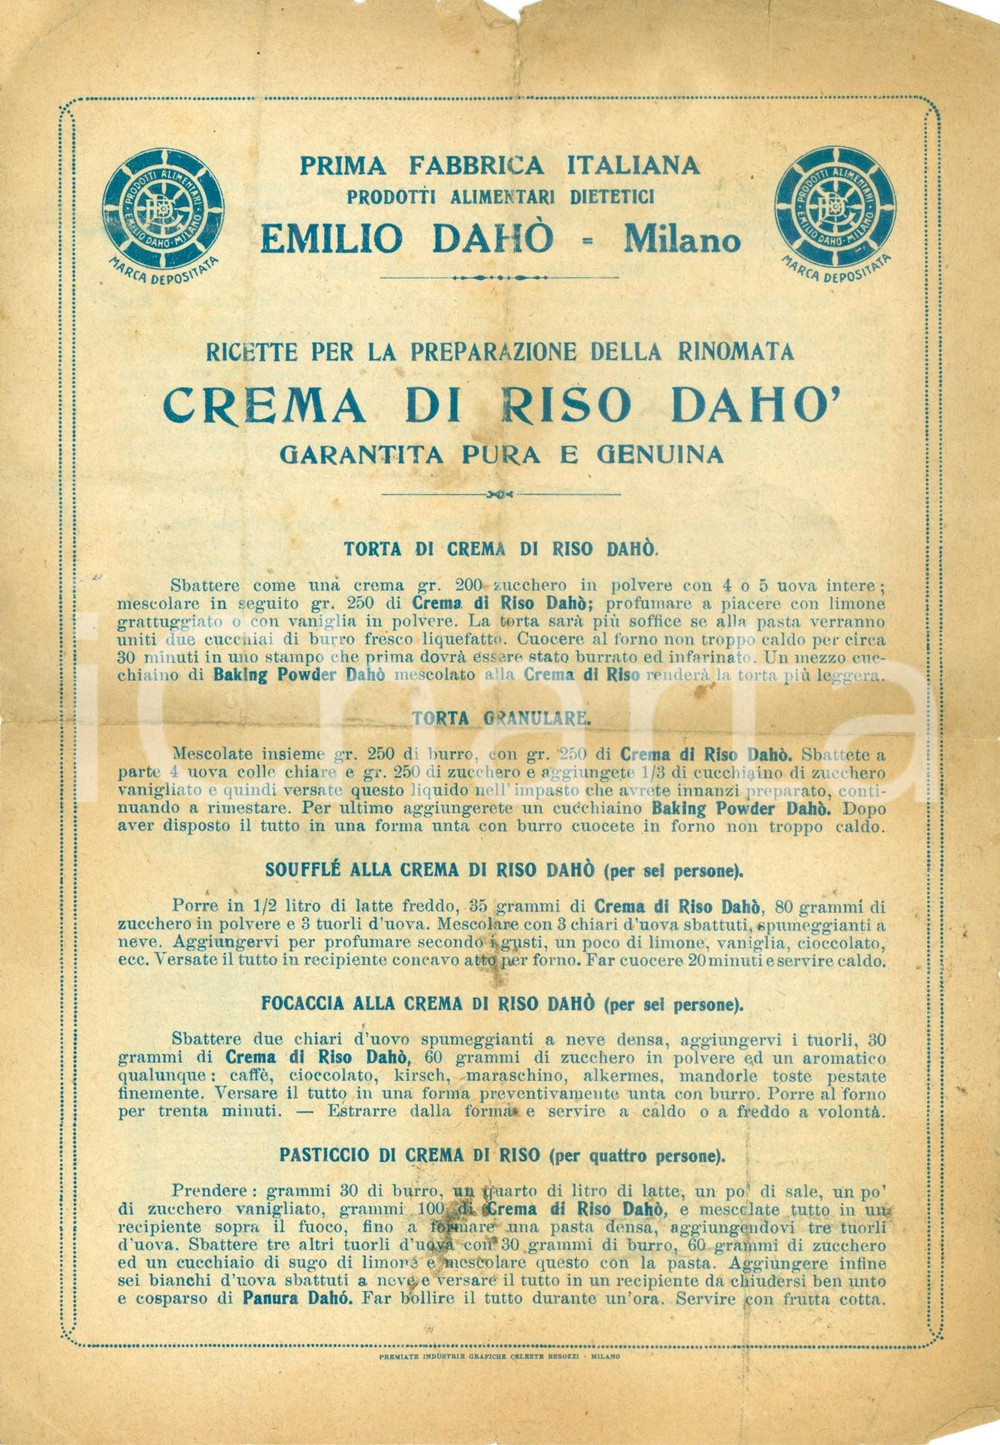 PRIMA FABBRICA ITALIANA
PRODOTTI ALIMENTARI DIETETICI
EMILIO DAHÒ = Milano
PRODOTTI ALIMENTARI
EMILIO DAHÒ - MILANO
MARCA DEPOSITATA
PRODOTTI ALIMENTARI
EMILIO DAHÒ - MILANO
MARCA DEPOSITATA
RICETTE PER LA PREPARAZIONE DELLA RINOMATA
CREMA DI RISO DAHO'
GARANTITA PURA E GENUINA
TORTA DI CREMA DI RISO DAHÒ.
Sbattere come una crema gr. 200 zucchero in polvere con 4 o 5 uova intere;
mescolare in seguito gr. 250 di Crema di Riso Dahò; profumare a piacere con limone
grattuggiato o con vaniglia in polvere. La torta sarà più soffice se alla pasta verranno
uniti due cucchiai di burro fresco liquefatto. Cuocere al forno non troppo caldo per circa
30 minuti in uno stampo che prima dovrà essere stato burrato ed infarinato. Un mezzo cuc-
chiaino di Baking Powder Dahò mescolato alla Crema di Riso renderà la torta più leggera.
TORTA GRANULARE.
Mescolate insieme gr. 250 di burro, con gr. 250 di Crema di Riso Dahò. Sbattete a
parte 4 uova colle chiare e gr. 250 di zucchero e aggiungete 1/3 di cucchiaino di zucchero
vanigliato e quindi versate questo liquido nell'impasto che avrete innanzi preparato, conti-
nuando a rimestare. Per ultimo aggiungerete un cucchiaino Baking Powder Dahò. Dopo
aver disposto il tutto in una forma unta con burro cuocete in forno non troppo caldo.
SOUFFLÉ ALLA CREMA DI RISO DAHÒ (per sei persone).
Porre in 1/2 litro di latte freddo, 35 grammi di Crema di Riso Dahò, 80 grammi di
zucchero in polvere e 3 tuorli d'uova. Mescolare con 3 chiari d'uova sbattuti, spumeggianti a
neve. Aggiungervi per profumare secondo i gusti, un poco di limone, vaniglia, cioccolato,
ecc. Versate il tutto in recipiente concavo atto per forno. Far cuocere 20 minuti e servire caldo.
FOCACCIA ALLA CREMA DI RISO DAHÒ (per sei persone).
Sbattere due chiari d'uovo spumeggianti a neve densa, aggiungervi i tuorli, 30
grammi di Crema di Riso Dahò, 60 grammi di zucchero in polvere ed un aromatico
qualunque: caffè, cioccolato, kirsch, maraschino, alkermes, mandorle toste pestate
finemente. Versare il tutto in una forma preventivamente unta con burro. Porre al forno
per trenta minuti. — Estrarre dalla forma e servire a caldo o a freddo a volontà.
PASTICCIO DI CREMA DI RISO (per quattro persone).
Prendere: grammi 30 di burro, un quarto di litro di latte, un po' di sale, un po'
di zucchero vanigliato, grammi 100 di Crema di Riso Dahò, e mescolate tutto in un
recipiente sopra il fuoco, fino a formare una pasta densa, aggiungendovi tre tuorli
d'uova. Sbattere tre altri tuorli d'uova con 30 grammi di burro, 60 grammi di zucchero
ed un cucchiaio di sugo di limone e mescolare questo con la pasta. Aggiungere infine
sei bianchi d'uova sbattuti a neve e versare il tutto in un recipiente da chiudersi ben unto
e cosparso di Panura Dahó. Far bollire il tutto durante un'ora. Servire con frutta cotta.
PREMIATE INDUSTRIE GRAFICHE CELESTE BESOZZI - MILANO